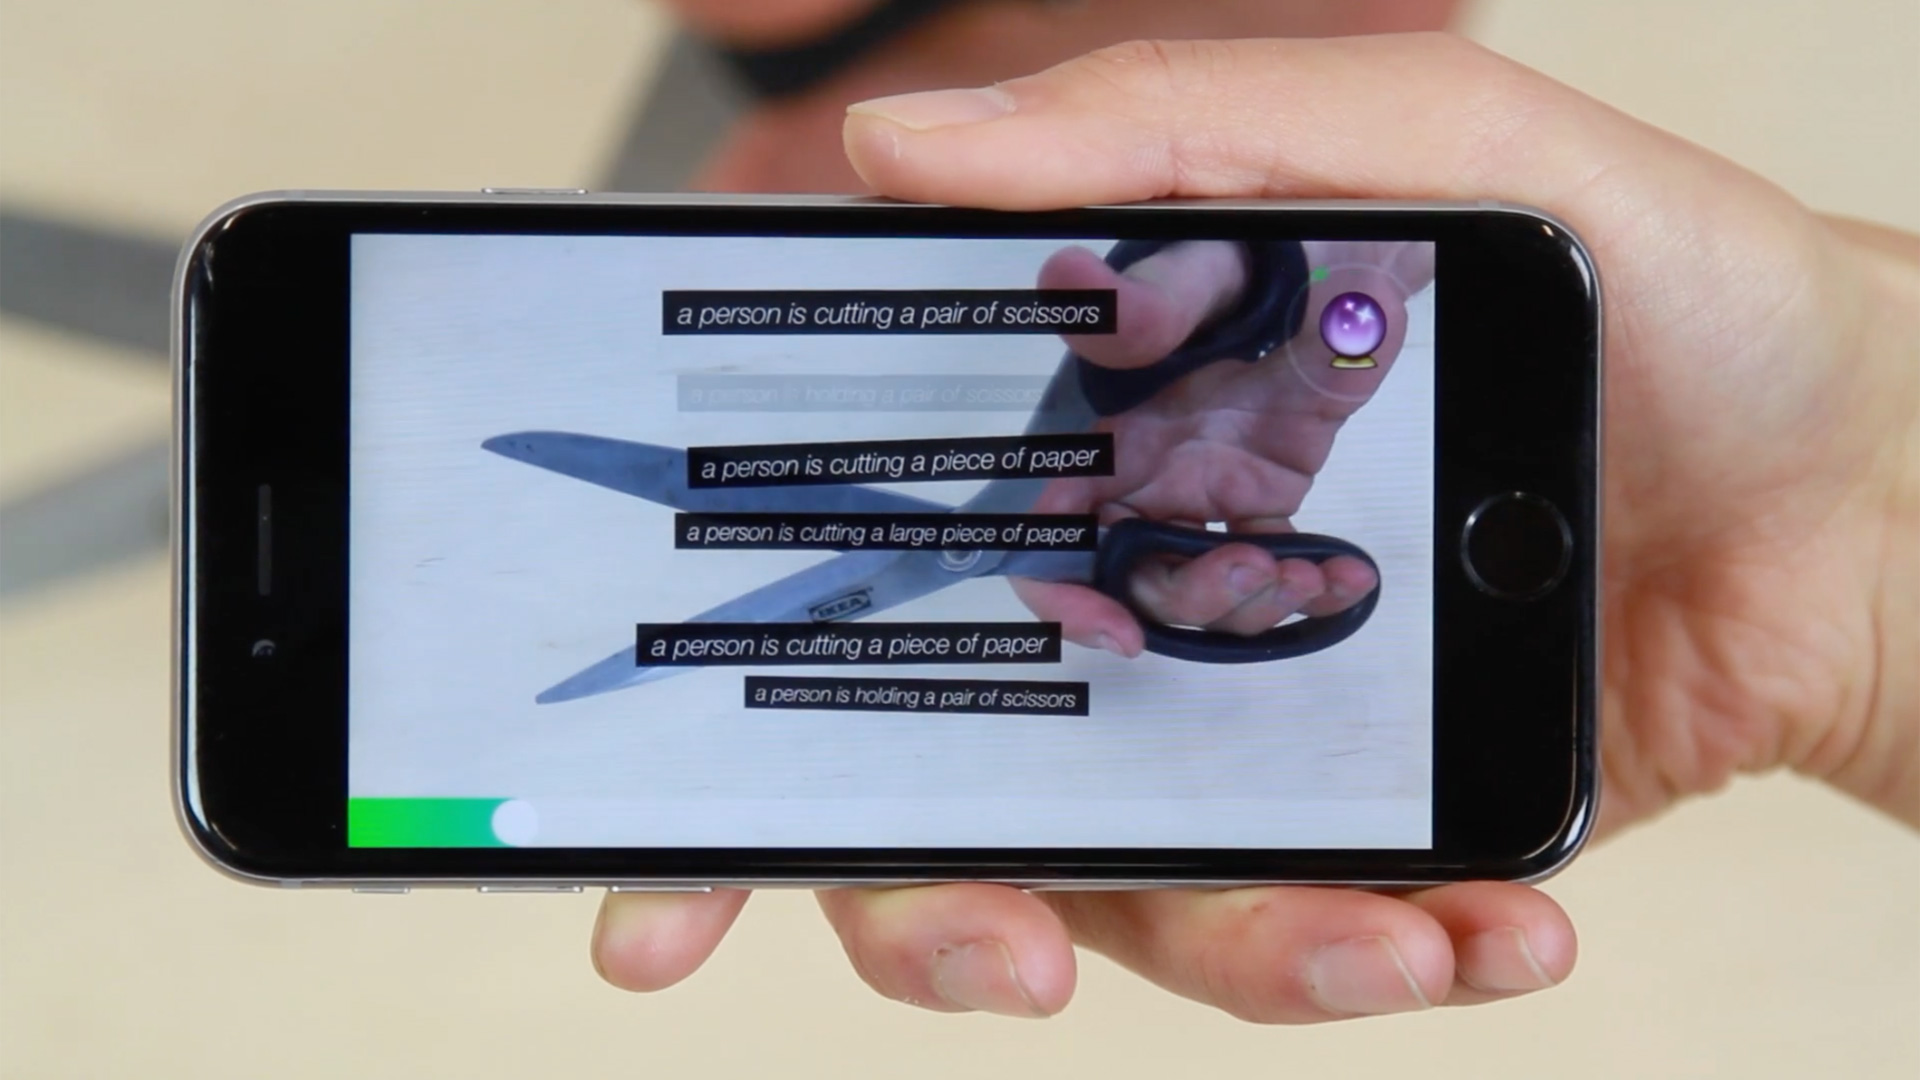 a person is cutting a pair of scissors
a person is holding a pair of scissors
a person is cutting a piece of paper
a person is cutting a large piece of paper
IKEA
a person is cutting a piece of paper
a person is holding a pair of scissors